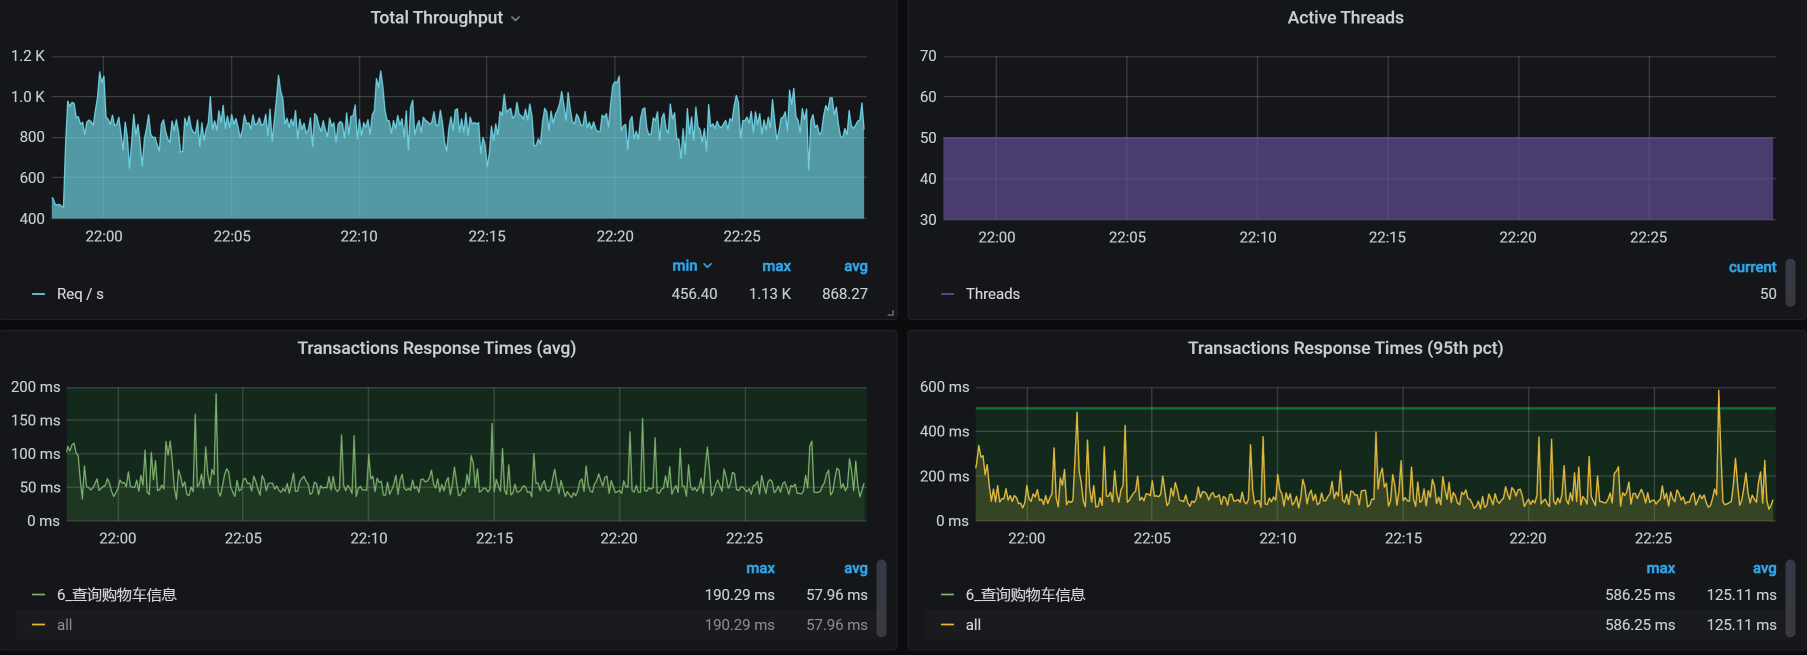 Total Throughput
1.2 K
1.0 K
800
600
400
22:00 22:05 22:10 22:15 22:20 22:25
min max avg
Req / s 456.40 1.13 K 868.27
Active Threads
70
60
50
40
30
22:00 22:05 22:10 22:15 22:20 22:25
current
Threads 50
Transactions Response Times (avg)
200 ms
150 ms
100 ms
50 ms
0 ms
22:00 22:05 22:10 22:15 22:20 22:25
max avg
6_查询购物车信息 190.29 ms 57.96 ms
all 190.29 ms 57.96 ms
Transactions Response Times (95th pct)
600 ms
400 ms
200 ms
0 ms
22:00 22:05 22:10 22:15 22:20 22:25
max avg
6_查询购物车信息 586.25 ms 125.11 ms
all 586.25 ms 125.11 ms